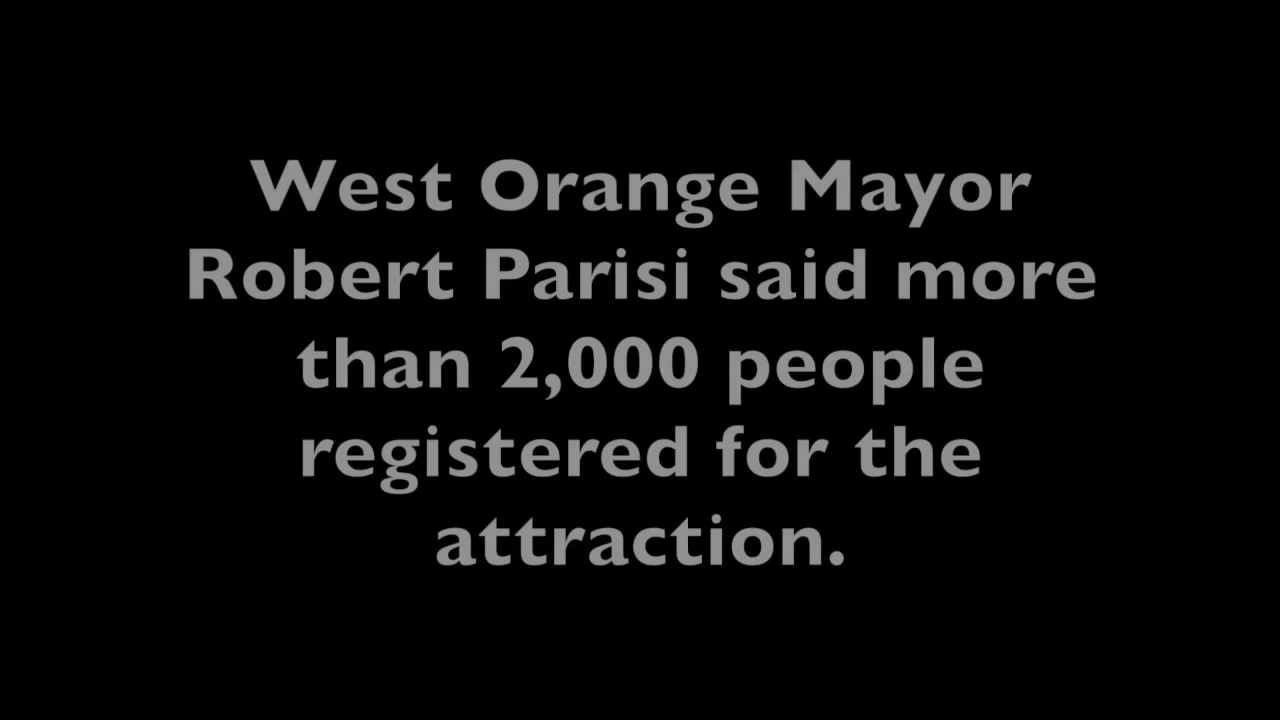 West Orange Mayor
Robert Parisi said more
than 2,000 people
registered for the
attraction.